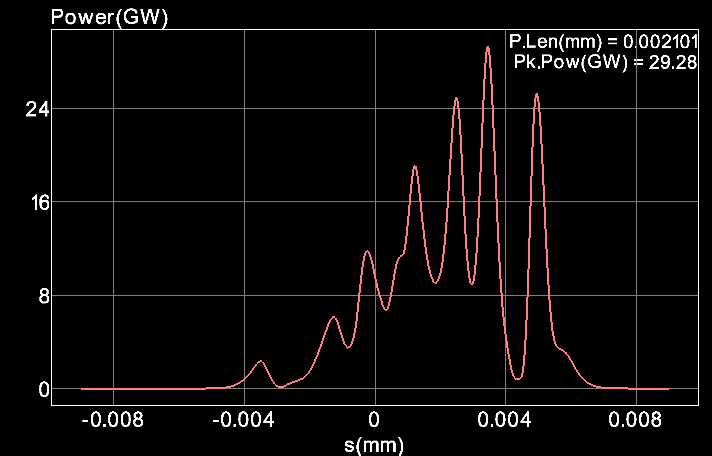 Power(GW)
P.Len(mm) = 0.002101
Pk.Pow(GW) = 29.28
24
16
8
0
-0.008 -0.004 0 0.004 0.008
s(mm)